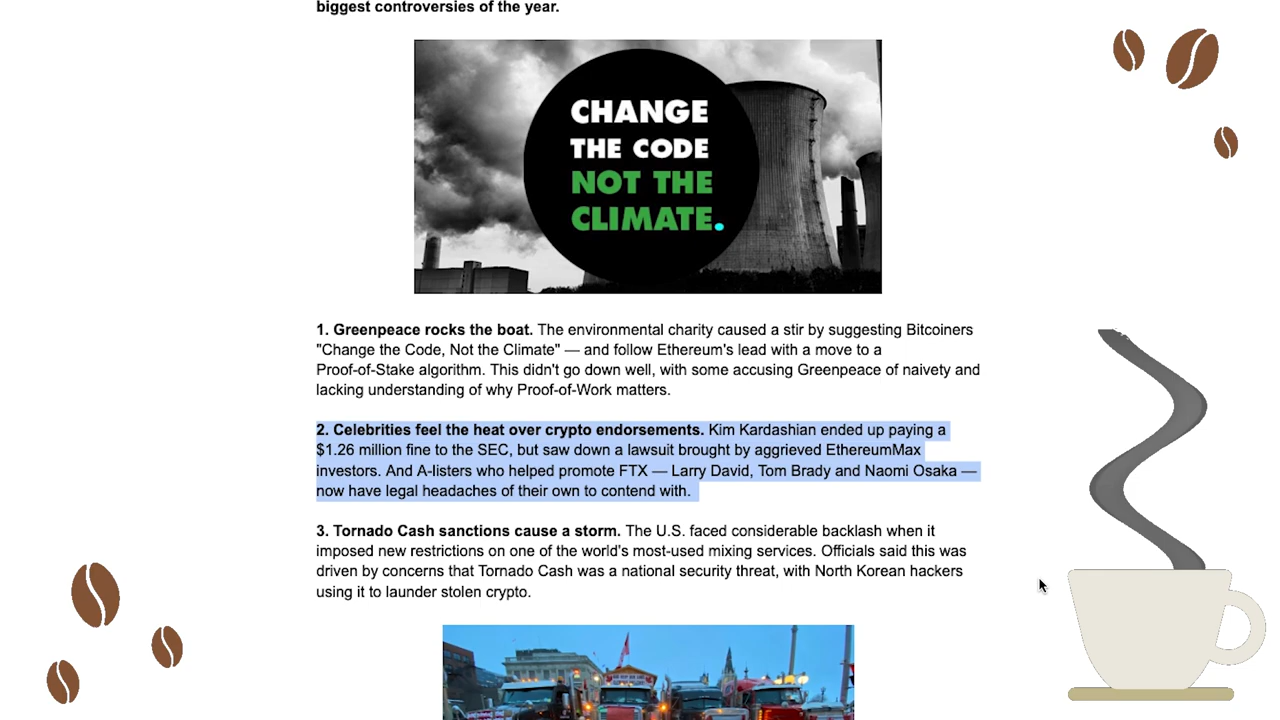 biggest controversies of the year.
CHANGE
THE CODE
NOT THE
CLIMATE.
1. Greenpeace rocks the boat. The environmental charity caused a stir by suggesting Bitcoiners
"Change the Code, Not the Climate" — and follow Ethereum's lead with a move to a
Proof-of-Stake algorithm. This didn't go down well, with some accusing Greenpeace of naivety and
lacking understanding of why Proof-of-Work matters.
2. Celebrities feel the heat over crypto endorsements. Kim Kardashian ended up paying a
$1.26 million fine to the SEC, but saw down a lawsuit brought by aggrieved EthereumMax
investors. And A-listers who helped promote FTX — Larry David, Tom Brady and Naomi Osaka —
now have legal headaches of their own to contend with.
3. Tornado Cash sanctions cause a storm. The U.S. faced considerable backlash when it
imposed new restrictions on one of the world's most-used mixing services. Officials said this was
driven by concerns that Tornado Cash was a national security threat, with North Korean hackers
using it to launder stolen crypto.